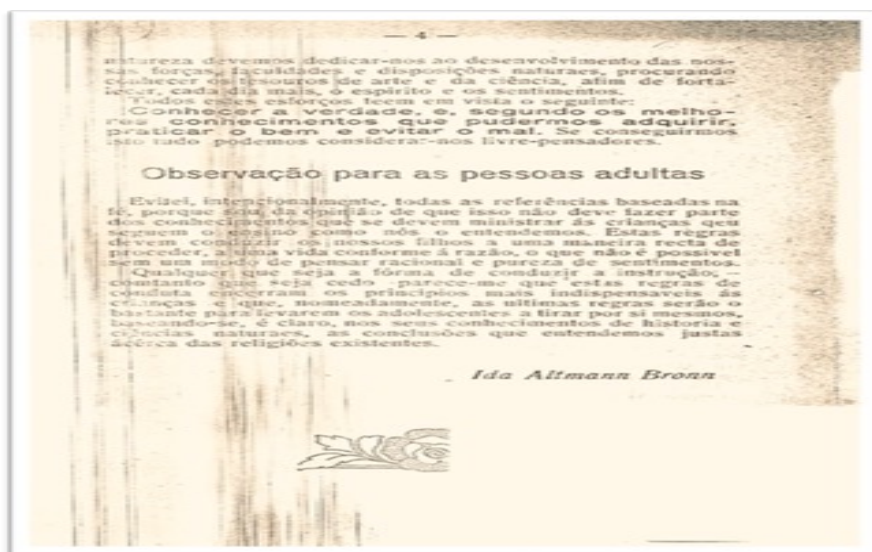 — 4 —
natureza devemos dedicar-nos ao desenvolvimento das nos-
sas forças, faculdades e disposições naturaes, procurando
conhecer os tesouros de arte e da ciência, afim de forta-
lecer, cada dia mais, o espirito e os sentimentos.
Todos estes esforços teem em vista o seguinte:
Conhecer a verdade, e, segundo os melho-
res conhecimentos que pudermos adquirir,
praticar o bem e evitar o mal. Se conseguirmos
isto tudo podemos considerar-nos livre-pensadores.
Observação para as pessoas adultas
Evitei, intencionalmente, todas as referências baseadas na
fé, porque sou da opinião de que isso não deve fazer parte
dos conhecimentos que se devem ministrar ás crianças qeu
seguem o ensino como nós o entendemos. Estas regras
devem conduzir os nossos filhos a uma maneira recta de
proceder, a uma vida conforme á razão, o que não é possivel
sem um modo de pensar racional e pureza de sentimentos.
Qualquer que seja a fórma de conduzir a instrução, —
comtanto que seja cedo parece-me que estas regras de
conduta encerram os principios mais indispensaveis ás
crianças e que, nomeadamente, as ultimas regras serão o
bastante para levarem os adolescentes a tirar por si mesmos,
baseando-se, é claro, nos seus conhecimentos de historia e
ciências naturaes, as conclusões que entendemos justas
ácêrca das religiões existentes.
Ida Altmann Bronn